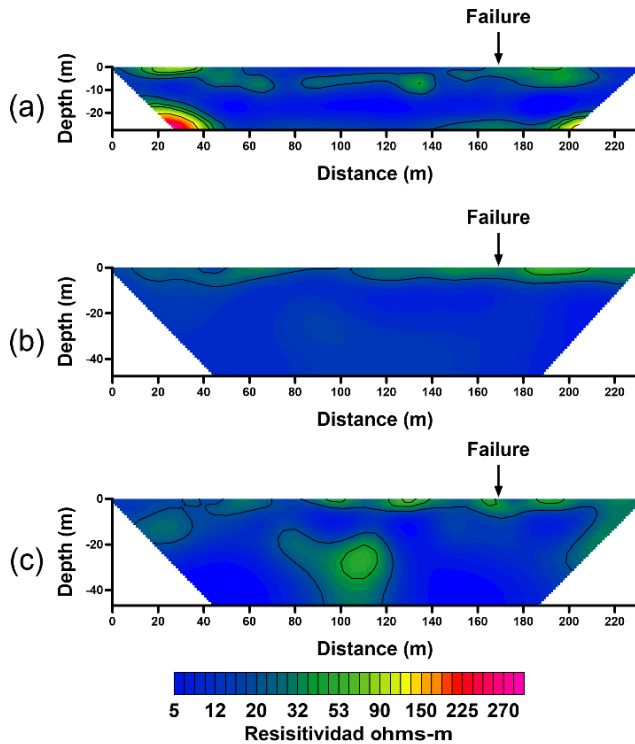 Failure
(a)
Depth (m)
0
-10
-20
0 20 40 60 80 100 120 140 160 180 200 220
Distance (m)
Failure
(b)
Depth (m)
0
-20
-40
0 20 40 60 80 100 120 140 160 180 200 220
Distance (m)
Failure
(c)
Depth (m)
0
-20
-40
0 20 40 60 80 100 120 140 160 180 200 220
Distance (m)
5 12 20 32 53 90 150 225 270
Resisitividad ohms-m